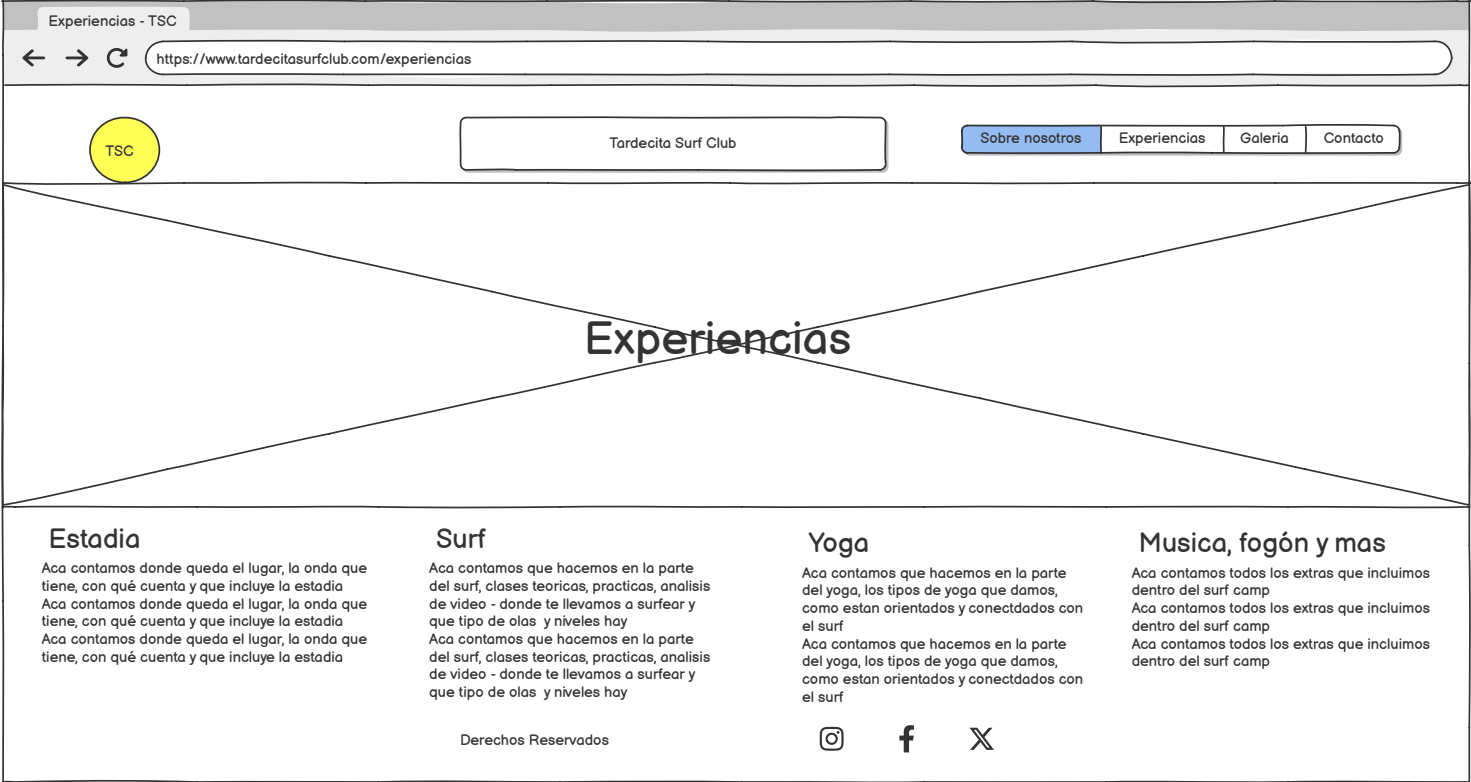 Experiencias - TSC
https://www.tardecitasurfclub.com/experiencias
TSC
Tardecita Surf Club
Sobre nosotros
Experiencias
Galeria
Contacto
Experiencias
Estadia
Aca contamos donde queda el lugar, la onda que
tiene, con qué cuenta y que incluye la estadia
Aca contamos donde queda el lugar, la onda que
tiene, con qué cuenta y que incluye la estadia
Aca contamos donde queda el lugar, la onda que
tiene, con qué cuenta y que incluye la estadia
Surf
Aca contamos que hacemos en la parte
del surf, clases teoricas, practicas, analisis
de video - donde te llevamos a surfear y
que tipo de olas y niveles hay
Aca contamos que hacemos en la parte
del surf, clases teoricas, practicas, analisis
de video - donde te llevamos a surfear y
que tipo de olas y niveles hay
Yoga
Aca contamos que hacemos en la parte
del yoga, los tipos de yoga que damos,
como estan orientados y conectdados con
el surf
Aca contamos que hacemos en la parte
del yoga, los tipos de yoga que damos,
como estan orientados y conectdados con
el surf
Musica, fogón y mas
Aca contamos todos los extras que incluimos
dentro del surf camp
Aca contamos todos los extras que incluimos
dentro del surf camp
Aca contamos todos los extras que incluimos
dentro del surf camp
Derechos Reservados